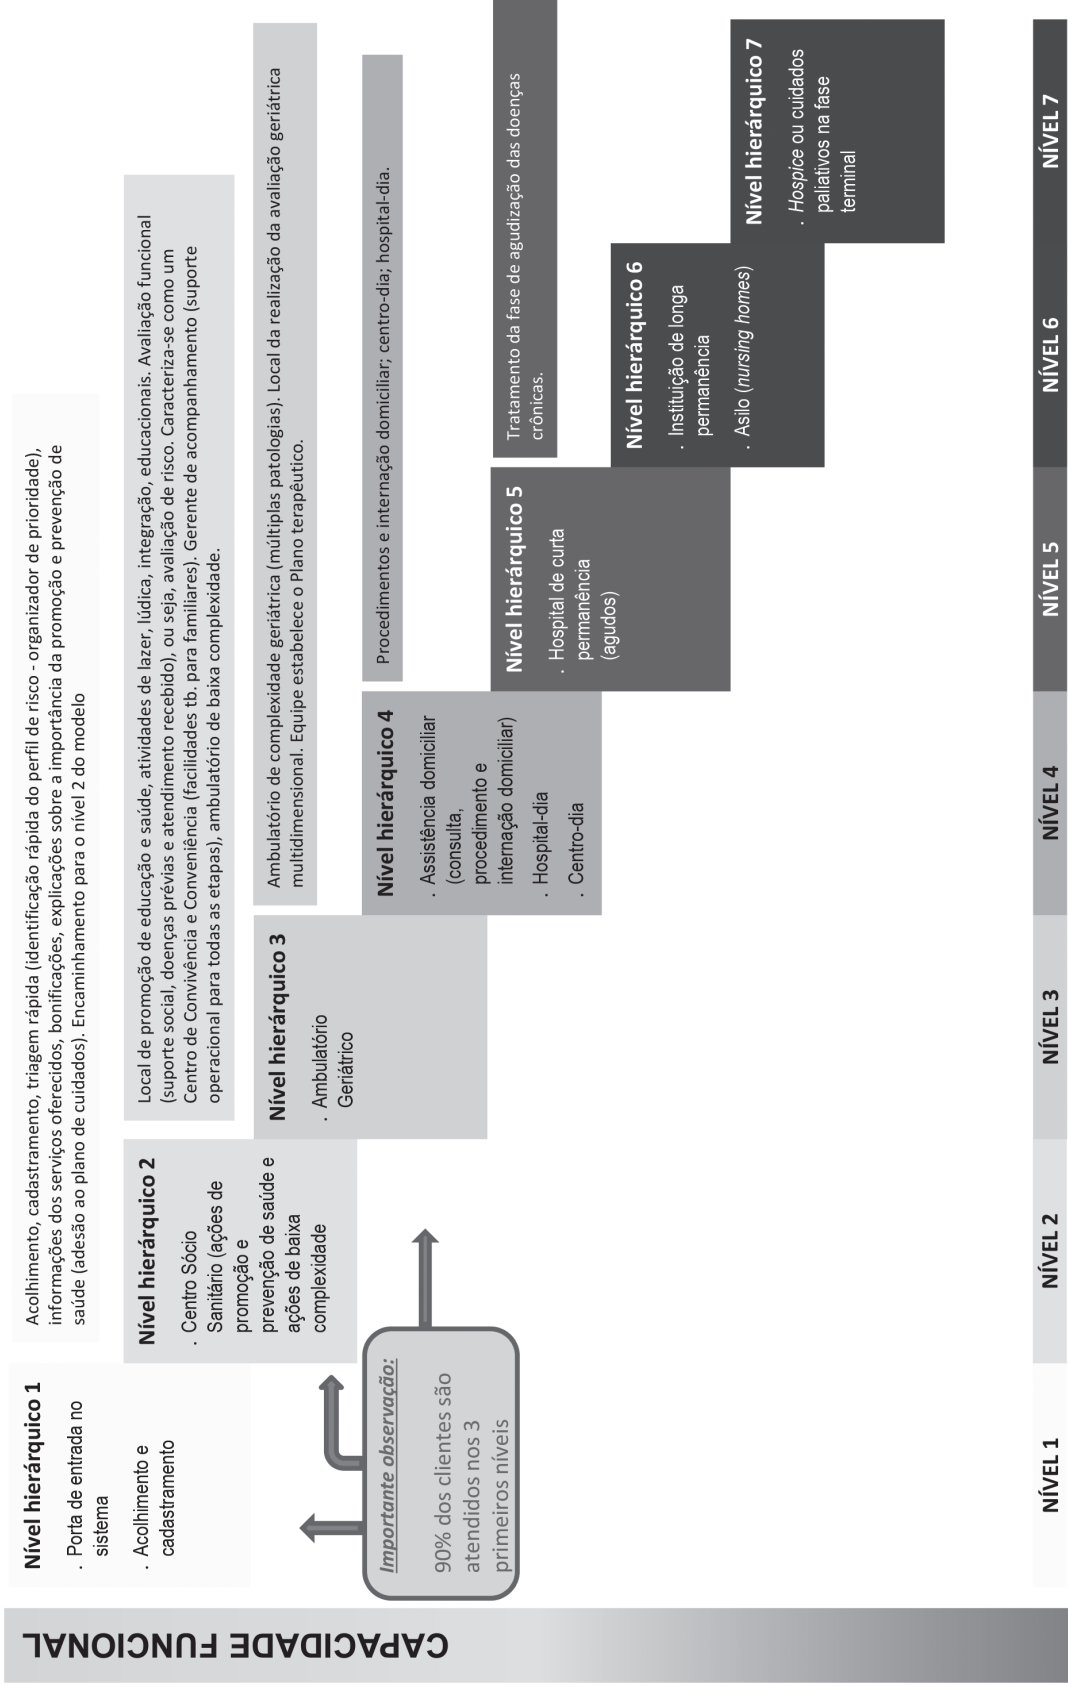 CAPACIDADE FUNCIONAL
Nível hierárquico 1
. Porta de entrada no
sistema
. Acolhimento e
cadastramento
Acolhimento, cadastramento, triagem rápida (identificação rápida do perfil de risco - organizador de prioridade),
informações dos serviços oferecidos, bonificações, explicações sobre a importância da promoção e prevenção de
saúde (adesão ao plano de cuidados). Encaminhamento para o nível 2 do modelo
Nível hierárquico 2
. Centro Sócio
Sanitário (ações de
promoção e
prevenção de saúde e
ações de baixa
complexidade
Local de promoção de educação e saúde, atividades de lazer, lúdica, integração, educacionais. Avaliação funcional
(suporte social, doenças prévias e atendimento recebido), ou seja, avaliação de risco. Caracteriza-se como um
Centro de Convivência e Conveniência (facilidades tb. para familiares). Gerente de acompanhamento (suporte
operacional para todas as etapas), ambulatório de baixa complexidade.
Nível hierárquico 3
. Ambulatório
Geriátrico
Ambulatório de complexidade geriátrica (múltiplas patologias). Local da realização da avaliação geriátrica
multidimensional. Equipe estabelece o Plano terapêutico.
Nível hierárquico 4
. Assistência domiciliar
(consulta,
procedimento e
internação domiciliar)
. Hospital-dia
. Centro-dia
Procedimentos e internação domiciliar; centro-dia; hospital-dia.
Nível hierárquico 5
. Hospital de curta
permanência
(agudos)
Tratamento da fase de agudização das doenças
crônicas.
Nível hierárquico 6
. Instituição de longa
permanência
. Asilo (nursing homes)
Nível hierárquico 7
. Hospice ou cuidados
paliativos na fase
terminal
Importante observação:
90% dos clientes são
atendidos nos 3
primeiros níveis
NÍVEL 1
NÍVEL 2
NÍVEL 3
NÍVEL 4
NÍVEL 5
NÍVEL 6
NÍVEL 7